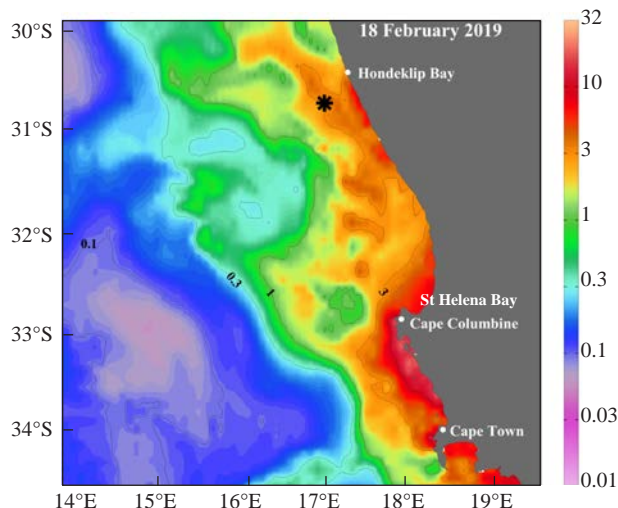 18 February 2019
30°S
31°S
32°S
33°S
34°S
Hondeklip Bay
St Helena Bay
Cape Columbine
Cape Town
0.1
0.3
1
3
14°E 15°E 16°E 17°E 18°E 19°E
32
10
3
1
0.3
0.1
0.03
0.01